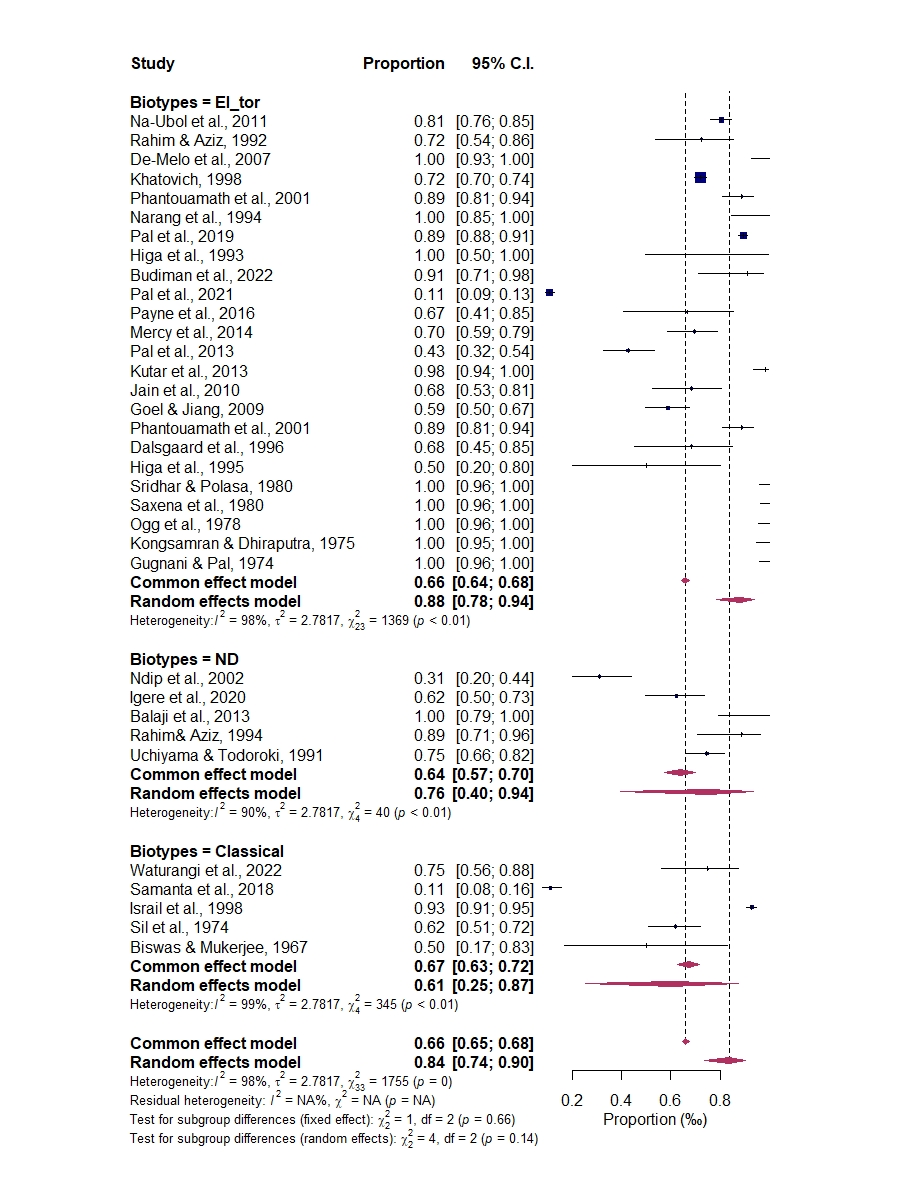 Study Proportion 95% C.I.
Biotypes = El_tor
Na-Ubol et al., 2011 0.81 [0.76; 0.85]
Rahim & Aziz, 1992 0.72 [0.54; 0.86]
De-Melo et al., 2007 1.00 [0.93; 1.00]
Khatovich, 1998 0.72 [0.70; 0.74]
Phantouamath et al., 2001 0.89 [0.81; 0.94]
Narang et al., 1994 1.00 [0.85; 1.00]
Pal et al., 2019 0.89 [0.88; 0.91]
Higa et al., 1993 1.00 [0.50; 1.00]
Budiman et al., 2022 0.91 [0.71; 0.98]
Pal et al., 2021 0.11 [0.09; 0.13]
Payne et al., 2016 0.67 [0.41; 0.85]
Mercy et al., 2014 0.70 [0.59; 0.79]
Pal et al., 2013 0.43 [0.32; 0.54]
Kutar et al., 2013 0.98 [0.94; 1.00]
Jain et al., 2010 0.68 [0.53; 0.81]
Goel & Jiang, 2009 0.59 [0.50; 0.67]
Phantouamath et al., 2001 0.89 [0.81; 0.94]
Dalsgaard et al., 1996 0.68 [0.45; 0.85]
Higa et al., 1995 0.50 [0.20; 0.80]
Sridhar & Polasa, 1980 1.00 [0.96; 1.00]
Saxena et al., 1980 1.00 [0.96; 1.00]
Ogg et al., 1978 1.00 [0.96; 1.00]
Kongsamran & Dhiraputra, 1975 1.00 [0.95; 1.00]
Gugnani & Pal, 1974 1.00 [0.96; 1.00]
Common effect model 0.66 [0.64; 0.68]
Random effects model 0.88 [0.78; 0.94]
Heterogeneity: I² = 98%, τ² = 2.7817, χ²₂₃ = 1369 (p < 0.01)
Biotypes = ND
Ndip et al., 2002 0.31 [0.20; 0.44]
Igere et al., 2020 0.62 [0.50; 0.73]
Balaji et al., 2013 1.00 [0.79; 1.00]
Rahim& Aziz, 1994 0.89 [0.71; 0.96]
Uchiyama & Todoroki, 1991 0.75 [0.66; 0.82]
Common effect model 0.64 [0.57; 0.70]
Random effects model 0.76 [0.40; 0.94]
Heterogeneity: I² = 90%, τ² = 2.7817, χ²₄ = 40 (p < 0.01)
Biotypes = Classical
Waturangi et al., 2022 0.75 [0.56; 0.88]
Samanta et al., 2018 0.11 [0.08; 0.16]
Israil et al., 1998 0.93 [0.91; 0.95]
Sil et al., 1974 0.62 [0.51; 0.72]
Biswas & Mukerjee, 1967 0.50 [0.17; 0.83]
Common effect model 0.67 [0.63; 0.72]
Random effects model 0.61 [0.25; 0.87]
Heterogeneity: I² = 99%, τ² = 2.7817, χ²₄ = 345 (p < 0.01)
Common effect model 0.66 [0.65; 0.68]
Random effects model 0.84 [0.74; 0.90]
Heterogeneity: I² = 98%, τ² = 2.7817, χ²₃₃ = 1755 (p = 0)
Residual heterogeneity: I² = NA%, χ² = NA (p = NA)
Test for subgroup differences (fixed effect): χ²₂ = 1, df = 2 (p = 0.66)
Test for subgroup differences (random effects): χ²₂ = 4, df = 2 (p = 0.14)
0.2 0.4 0.6 0.8
Proportion (‰)